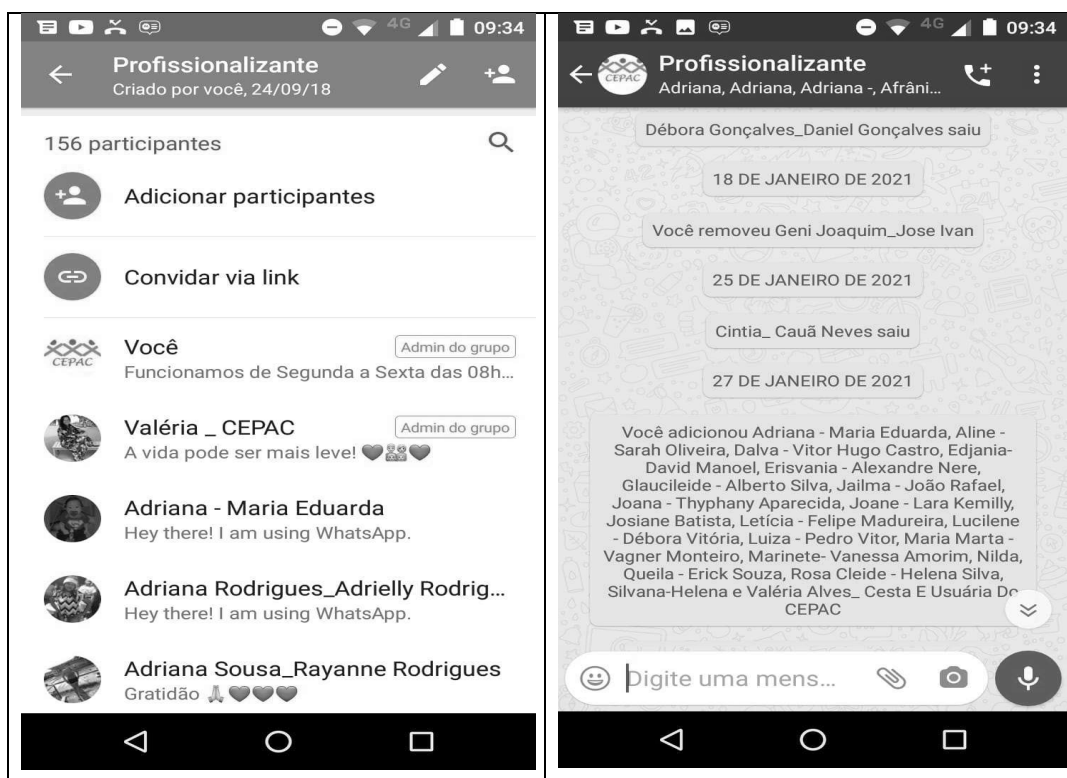 4G 09:34
Profissionalizante
Criado por você, 24/09/18
156 participantes
Adicionar participantes
Convidar via link
CEPAC
Você
Admin do grupo
Funcionamos de Segunda a Sexta das 08h...
Valéria _ CEPAC
Admin do grupo
A vida pode ser mais leve!
Adriana - Maria Eduarda
Hey there! I am using WhatsApp.
Adriana Rodrigues_Adrielly Rodrig...
Hey there! I am using WhatsApp.
Adriana Sousa_Rayanne Rodrigues
Gratidão
4G 09:34
CEPAC
Profissionalizante
Adriana, Adriana, Adriana -, Afrâni...
Débora Gonçalves_Daniel Gonçalves saiu
18 DE JANEIRO DE 2021
Você removeu Geni Joaquim_Jose Ivan
25 DE JANEIRO DE 2021
Cintia_ Cauã Neves saiu
27 DE JANEIRO DE 2021
Você adicionou Adriana - Maria Eduarda, Aline -
Sarah Oliveira, Dalva - Vitor Hugo Castro, Edjania-
David Manoel, Erisvania - Alexandre Nere,
Glaucileide - Alberto Silva, Jailma - João Rafael,
Joana - Thyphany Aparecida, Joane - Lara Kemilly,
Josiane Batista, Letícia - Felipe Madureira, Lucilene
- Débora Vitória, Luiza - Pedro Vitor, Maria Marta -
Vagner Monteiro, Marinete- Vanessa Amorim, Nilda,
Queila - Erick Souza, Rosa Cleide - Helena Silva,
Silvana-Helena e Valéria Alves_ Cesta E Usuária Do
CEPAC
Digite uma mens...